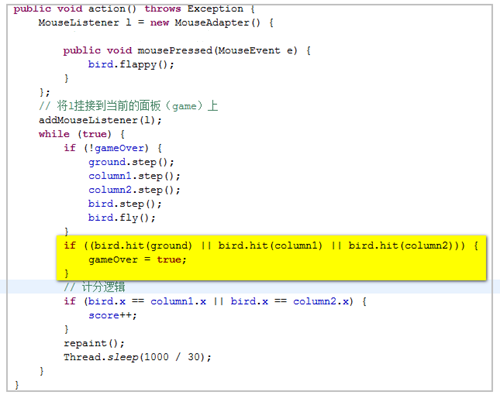 public void action() throws Exception {
    MouseListener l = new MouseAdapter() {
        public void mousePressed(MouseEvent e) {
            bird.flappy();
        }
    };
    // 将l挂接到当前的面板（game）上
    addMouseListener(l);
    while (true) {
        if (!gameOver) {
            ground.step();
            column1.step();
            column2.step();
            bird.step();
            bird.fly();
        }
        if ((bird.hit(ground) || bird.hit(column1) || bird.hit(column2))) {
            gameOver = true;
        }
        // 计分逻辑
        if (bird.x == column1.x || bird.x == column2.x) {
            score++;
        }
        repaint();
        Thread.sleep(1000 / 30);
    }
}